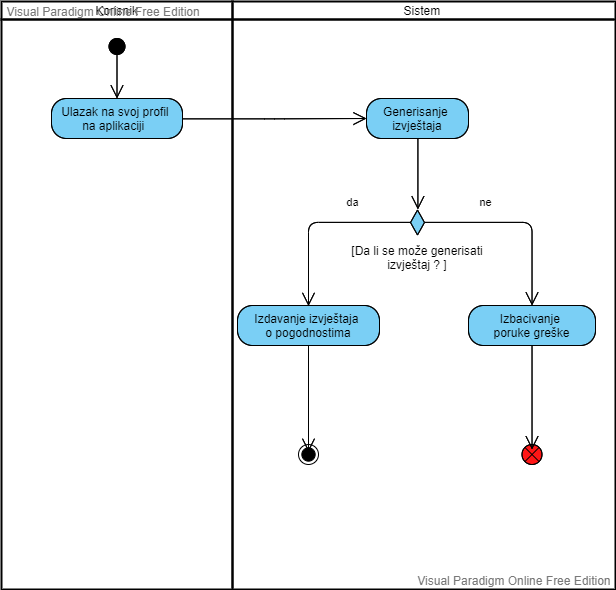 Visual Paradigm Online Free Edition
Korisnik
Sistem
Ulazak na svoj profil
na aplikaciji
Generisanje
izvještaja
da
ne
[Da li se može generisati
izvještaj ? ]
Izdavanje izvještaja
o pogodnostima
Izbacivanje
poruke greške
Visual Paradigm Online Free Edition